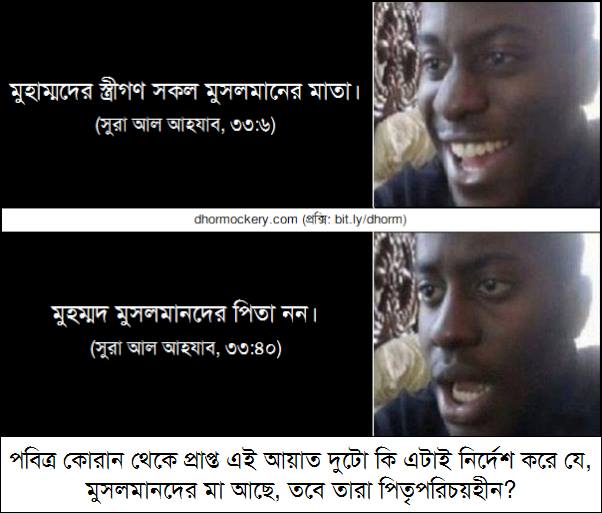 মুহাম্মদের স্ত্রীগণ সকল মুসলমানের মাতা।
(সুরা আল আহযাব, ৩৩:৬)
dhormockery.com (প্রক্সি: bit.ly/dhorm)
মুহম্মদ মুসলমানদের পিতা নন।
(সুরা আল আহযাব, ৩৩:৪০)
পবিত্র কোরান থেকে প্রাপ্ত এই আয়াত দুটো কি এটাই নির্দেশ করে যে,
মুসলমানদের মা আছে, তবে তারা পিতৃপরিচয়হীন?